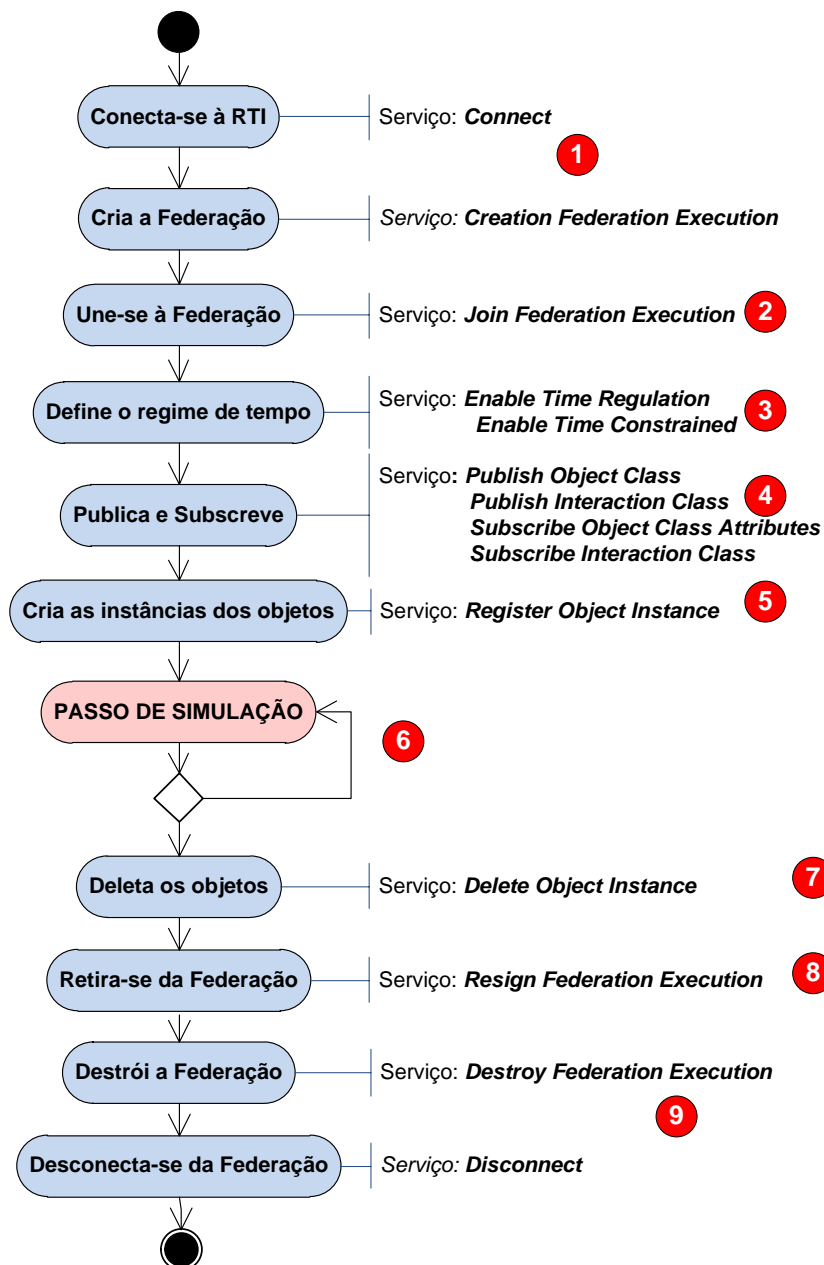 Conecta-se à RTI
Serviço: Connect
1
Cria a Federação
Serviço: Creation Federation Execution
Une-se à Federação
Serviço: Join Federation Execution
2
Define o regime de tempo
Serviço: Enable Time Regulation
Enable Time Constrained
3
Publica e Subscreve
Serviço: Publish Object Class
Publish Interaction Class
Subscribe Object Class Attributes
Subscribe Interaction Class
4
Cria as instâncias dos objetos
Serviço: Register Object Instance
5
PASSO DE SIMULAÇÃO
6
Deleta os objetos
Serviço: Delete Object Instance
7
Retira-se da Federação
Serviço: Resign Federation Execution
8
Destrói a Federação
Serviço: Destroy Federation Execution
9
Desconecta-se da Federação
Serviço: Disconnect